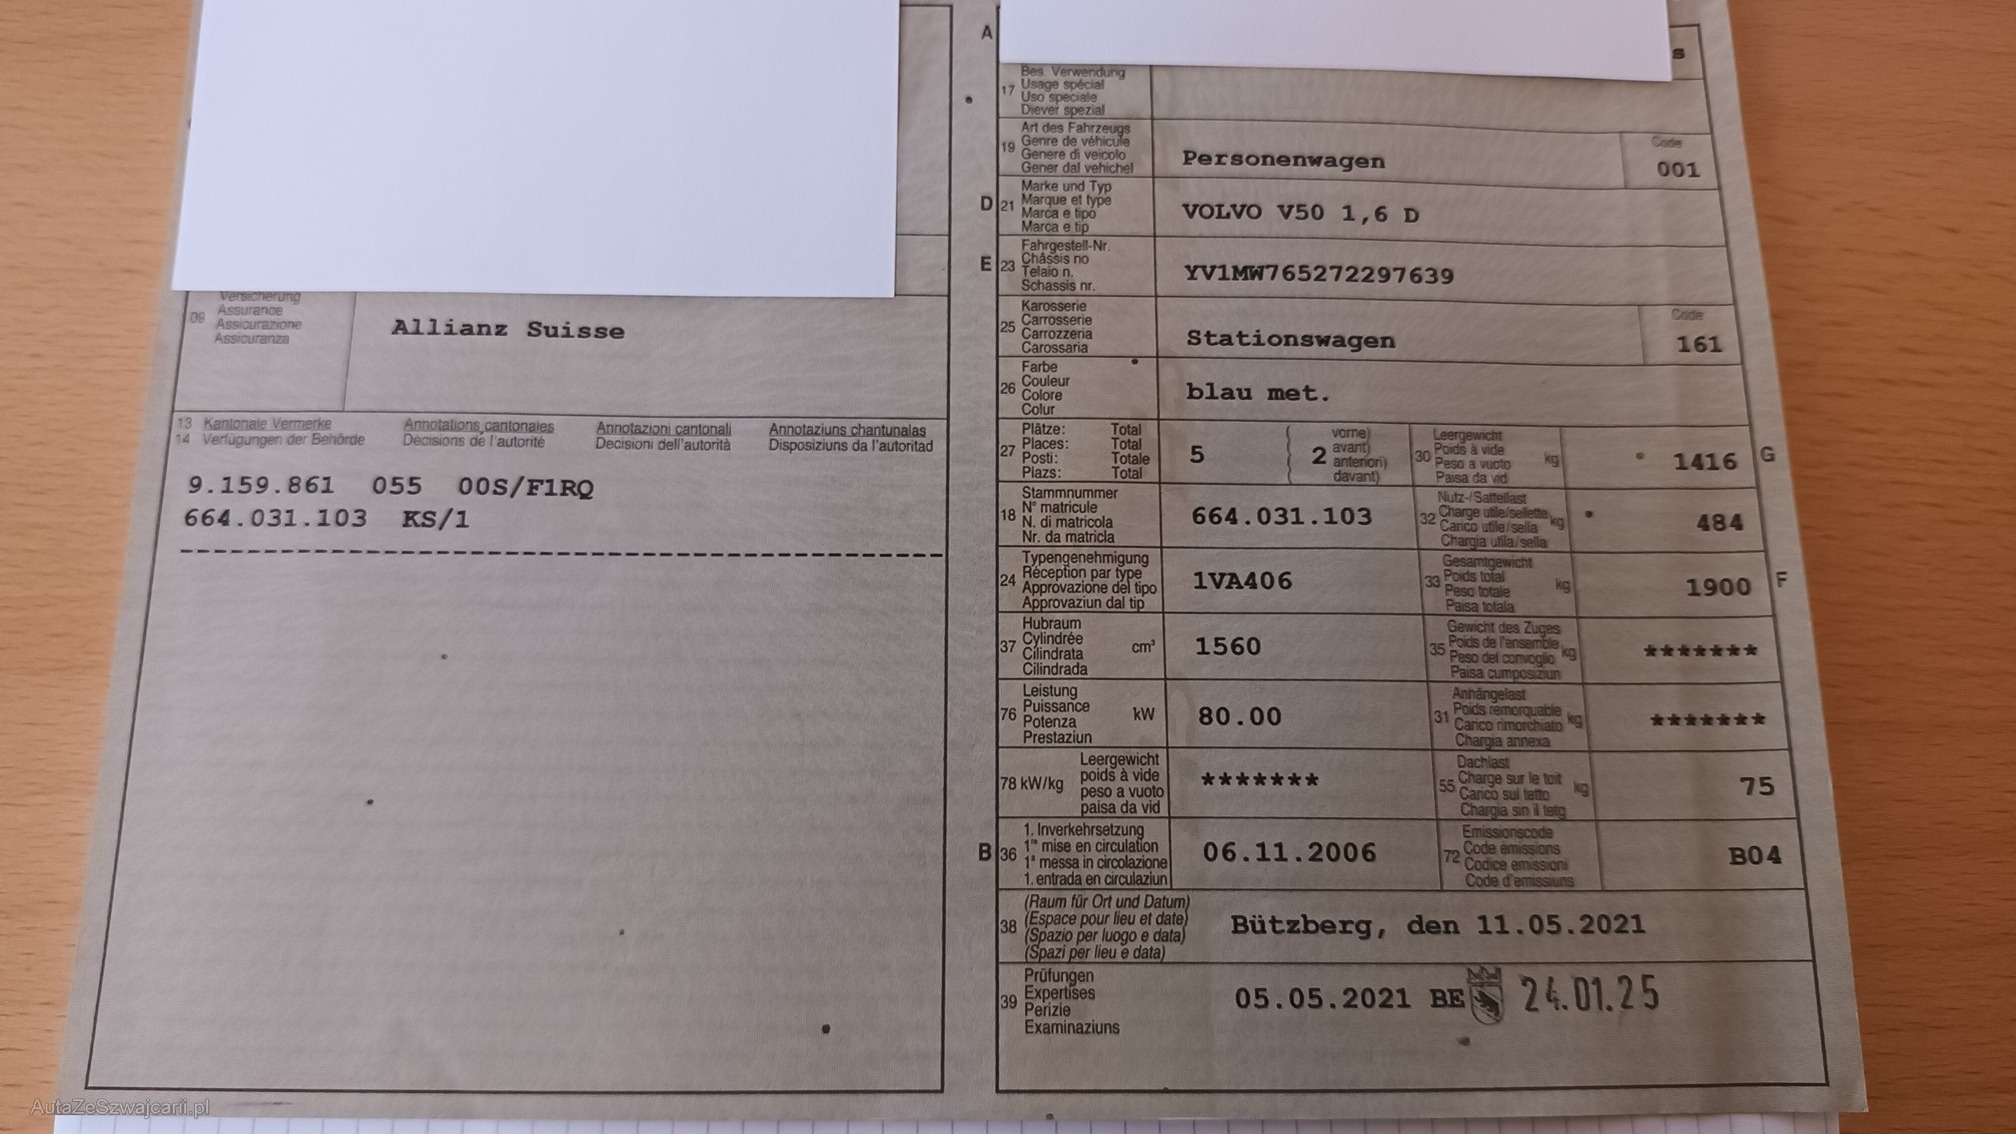 09 Versicherung
Assurance
Assicurazione
Assicuranza
Allianz Suisse
13 Kantonale Vermerke Annotations cantonales Annotazioni cantonali Annotaziuns chantunalas
14 Verfügungen der Behörde Décisions de l'autorité Decisioni dell'autorità Disposiziuns da l'autoritad
9.159.861 055 00S/F1RQ
664.031.103 KS/1
A
s
17 Bes. Verwendung
Usage spécial
Uso speciale
Diever spezial
19 Art des Fahrzeugs
Genre de véhicule
Genere di veicolo
Gener dal vehichel
Personenwagen
Code
001
D 21 Marke und Typ
Marque et type
Marca e tipo
Marca e tip
VOLVO V50 1,6 D
E 23 Fahrgestell-Nr.
Châssis no
Telaio n.
Schassis nr.
YV1MW765272297639
25 Karosserie
Carrosserie
Carrozzeria
Carossaria
Stationswagen
Code
161
26 Farbe
Couleur
Colore
Colur
blau met.
27 Plätze: Total
Places: Total
Posti: Totale
Plazs: Total
5 ( 2 vorne)
avant)
anteriori)
davant)
30 Leergewicht
Poids à vide
Peso a vuoto
Paisa da vid
kg
1416 G
18 Stammnummer
N° matricule
N. di matricola
Nr. da matricla
664.031.103
32 Nutz-/Sattellast
Charge utile/sellette
Carico utile/sella
Chargia utila/sella
kg
484
24 Typengenehmigung
Réception par type
Approvazione del tipo
Approvaziun dal tip
1VA406
33 Gesamtgewicht
Poids total
Peso totale
Paisa totala
kg
1900 F
37 Hubraum
Cylindrée
Cilindrata
Cilindrada
cm³
1560
35 Gewicht des Zuges
Poids de l'ensemble
Peso del convoglio
Paisa cumposiziun
kg
*******
76 Leistung
Puissance
Potenza
Prestaziun
kW
80.00
31 Anhängelast
Poids remorquable
Carico rimorchiato
Chargia annexa
kg
*******
78 kW/kg Leergewicht
poids à vide
peso a vuoto
paisa da vid
*******
55 Dachlast
Charge sur le toit
Carico sul tetto
Chargia sin il tetg
kg
75
B 36 1. Inverkehrsetzung
1re mise en circulation
1a messa in circolazione
1. entrada en circulaziun
06.11.2006
72 Emissionscode
Code émissions
Codice emissioni
Code d'emissiuns
B04
38 (Raum für Ort und Datum)
(Espace pour lieu et date)
(Spazio per luogo e data)
(Spazi per lieu e data)
Bützberg, den 11.05.2021
39 Prüfungen
Expertises
Perizie
Examinaziuns
05.05.2021 BE 24.01.25
AutaZeSzwajcarii.pl